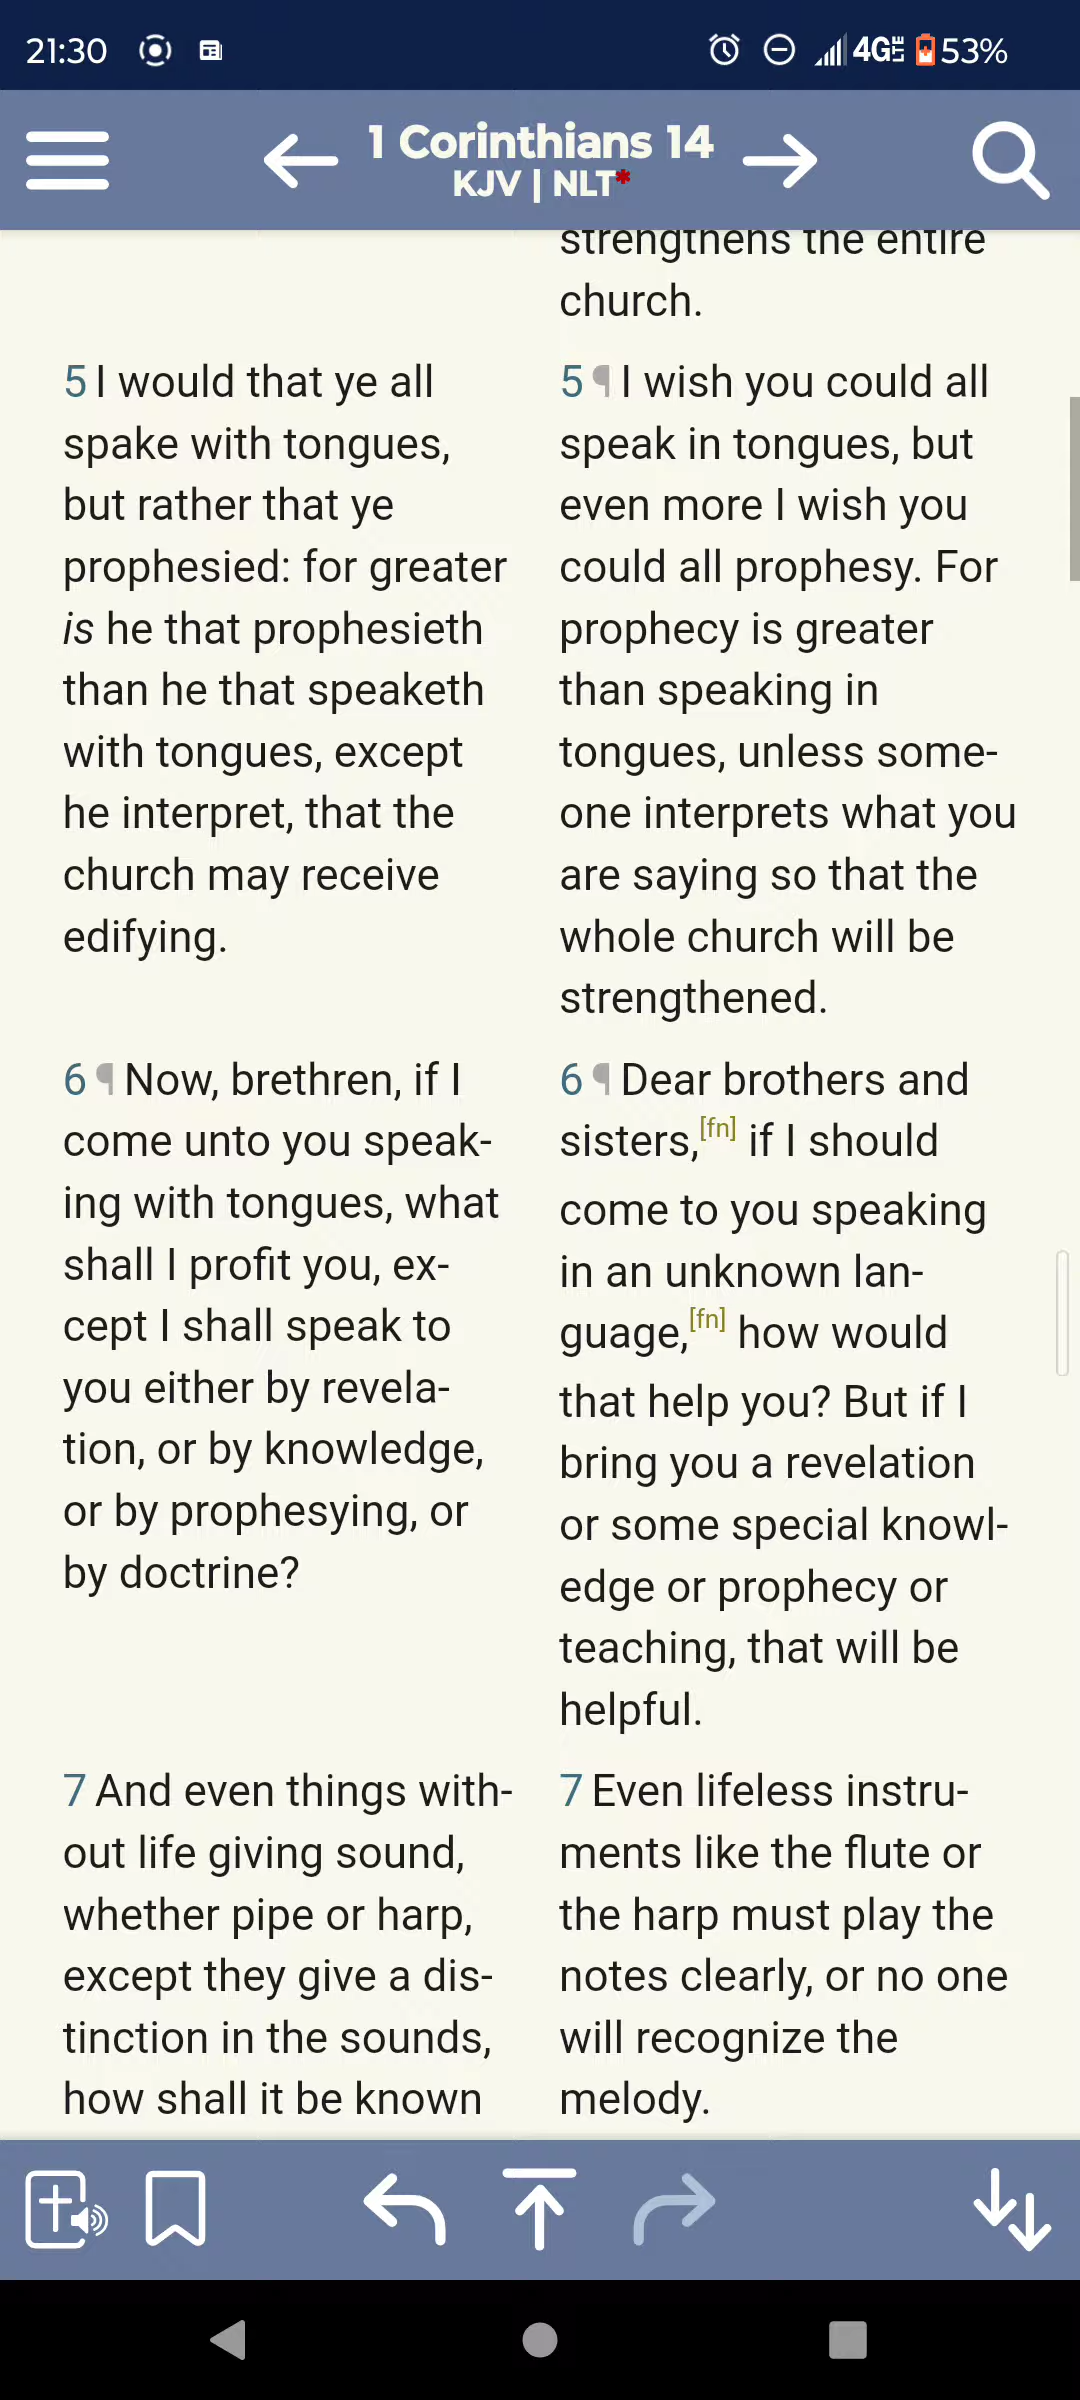 21:30
4G LTE 53%
1 Corinthians 14
KJV | NLT*
strengthens the entire
church.
5 I would that ye all
spake with tongues,
but rather that ye
prophesied: for greater
is he that prophesieth
than he that speaketh
with tongues, except
he interpret, that the
church may receive
edifying.
5 ¶ I wish you could all
speak in tongues, but
even more I wish you
could all prophesy. For
prophecy is greater
than speaking in
tongues, unless some-
one interprets what you
are saying so that the
whole church will be
strengthened.
6 ¶ Now, brethren, if I
come unto you speak-
ing with tongues, what
shall I profit you, ex-
cept I shall speak to
you either by revela-
tion, or by knowledge,
or by prophesying, or
by doctrine?
6 ¶ Dear brothers and
sisters,[fn] if I should
come to you speaking
in an unknown lan-
guage,[fn] how would
that help you? But if I
bring you a revelation
or some special knowl-
edge or prophecy or
teaching, that will be
helpful.
7 And even things with-
out life giving sound,
whether pipe or harp,
except they give a dis-
tinction in the sounds,
how shall it be known
7 Even lifeless instru-
ments like the flute or
the harp must play the
notes clearly, or no one
will recognize the
melody.